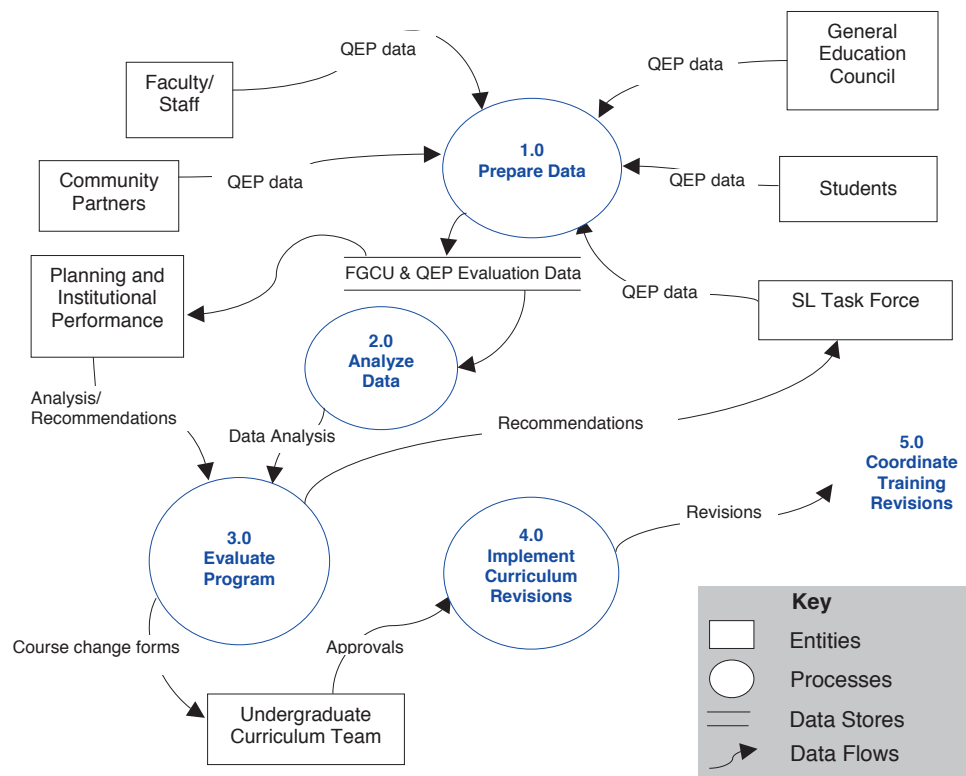 QEP data
General
Education
Council
QEP data
Faculty/
Staff
1.0
Prepare Data
Community
Partners
QEP data
QEP data
Students
Planning and
Institutional
Performance
FGCU & QEP Evaluation Data
QEP data
SL Task Force
2.0
Analyze
Data
Analysis/
Recommendations
Data Analysis
Recommendations
5.0
Coordinate
Training
Revisions
3.0
Evaluate
Program
4.0
Implement
Curriculum
Revisions
Revisions
Course change forms
Approvals
Undergraduate
Curriculum Team
Key
Entities
Processes
Data Stores
Data Flows